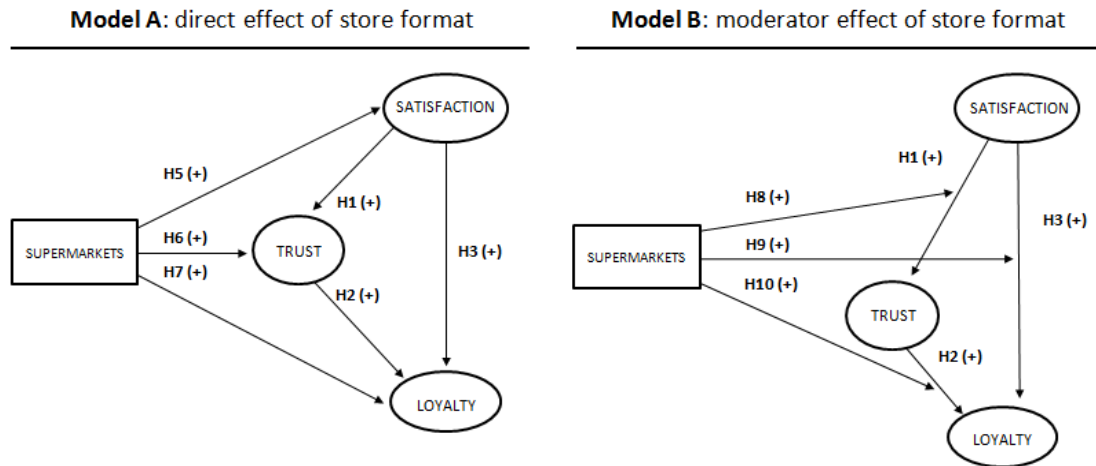 Model A: direct effect of store format
SATISFACTION
H5 (+)
H1 (+)
H6 (+)
SUPERMARKETS
TRUST
H3 (+)
H7 (+)
H2 (+)
LOYALTY
Model B: moderator effect of store format
SATISFACTION
H1 (+)
H8 (+)
H3 (+)
SUPERMARKETS
H9 (+)
H10 (+)
TRUST
H2 (+)
LOYALTY